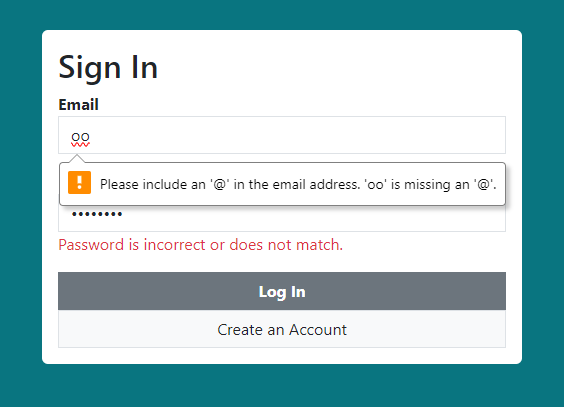 Sign In
Email
oo
Please include an '@' in the email address. 'oo' is missing an '@'.
••••••••
Password is incorrect or does not match.
Log In
Create an Account